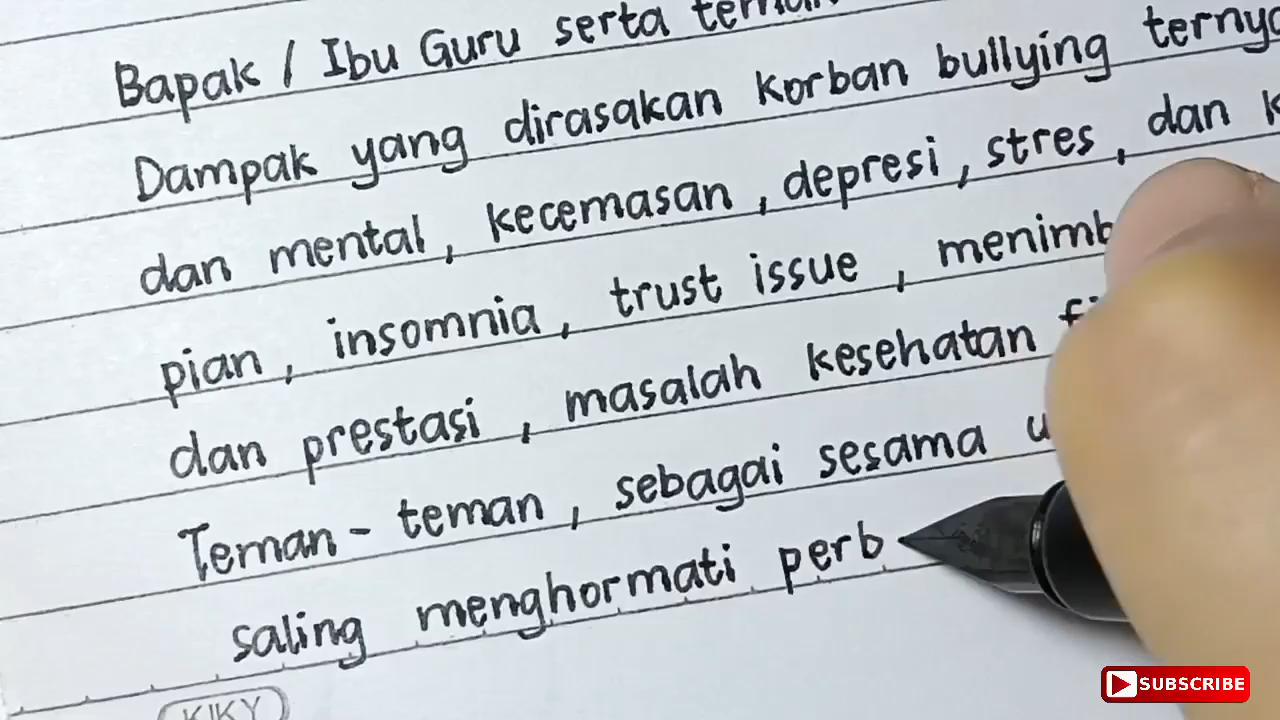 Bapak / Ibu Guru serta
Dampak yang dirasakan korban bullying
dan mental, kecemasan, depresi, stres, dan
pian, insomnia, trust issue,
dan prestasi, masalah kesehatan
Teman-teman, sebagai sesama
saling menghormati perb
KIKY
SUBSCRIBE